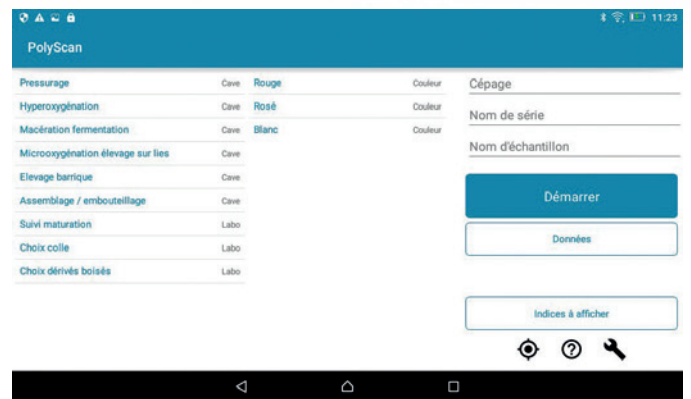 11:23
PolyScan
Pressurage Cave
Hyperoxygénation Cave
Macération fermentation Cave
Microoxygénation élevage sur lies Cave
Elevage barrique Cave
Assemblage / embouteillage Cave
Suivi maturation Labo
Choix colle Labo
Choix dérivés boisés Labo
Rouge Couleur
Rosé Couleur
Blanc Couleur
Cépage
Nom de série
Nom d'échantillon
Démarrer
Données
Indices à afficher